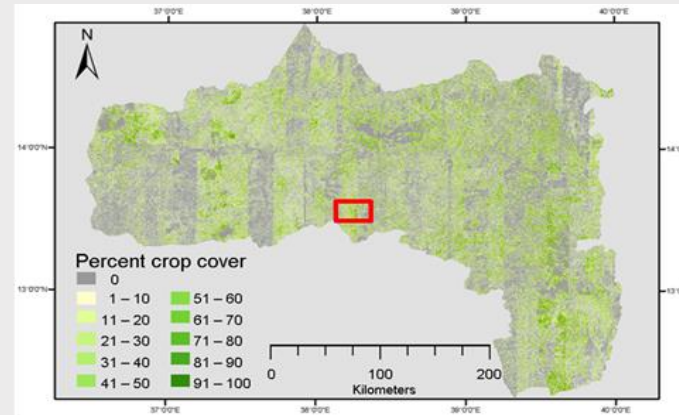 37°0'0"E 38°0'0"E 39°0'0"E 40°0'0"E
N
14°0'0"N
13°0'0"N
Percent crop cover
0
1 – 10
11 – 20
21 – 30
31 – 40
41 – 50
51 – 60
61 – 70
71 – 80
81 – 90
91 – 100
0 50 100 200
Kilometers
37°0'0"E 38°0'0"E 39°0'0"E 40°0'0"E